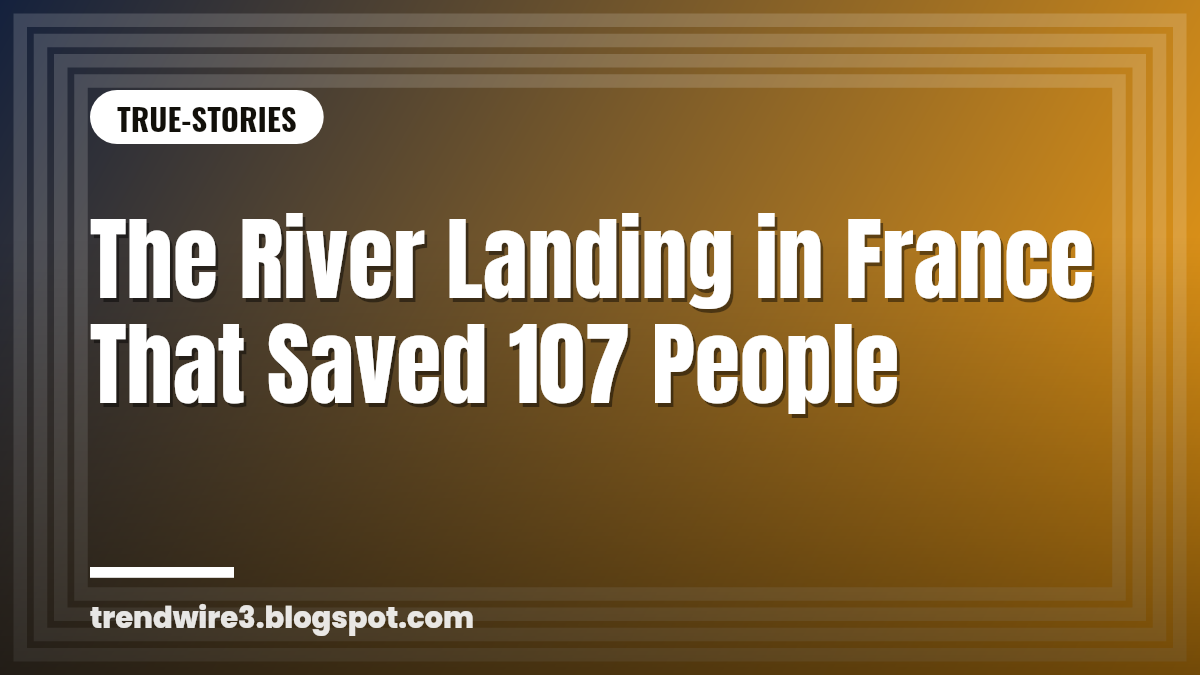 TRUE-STORIES
The River Landing in France
That Saved 107 People
trendwire3.blogspot.com